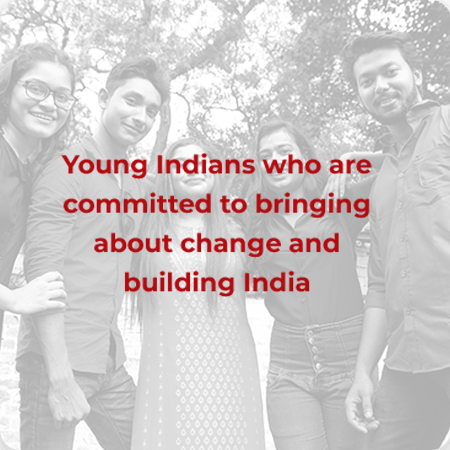 Young Indians who are
committed to bringing
about change and
building India